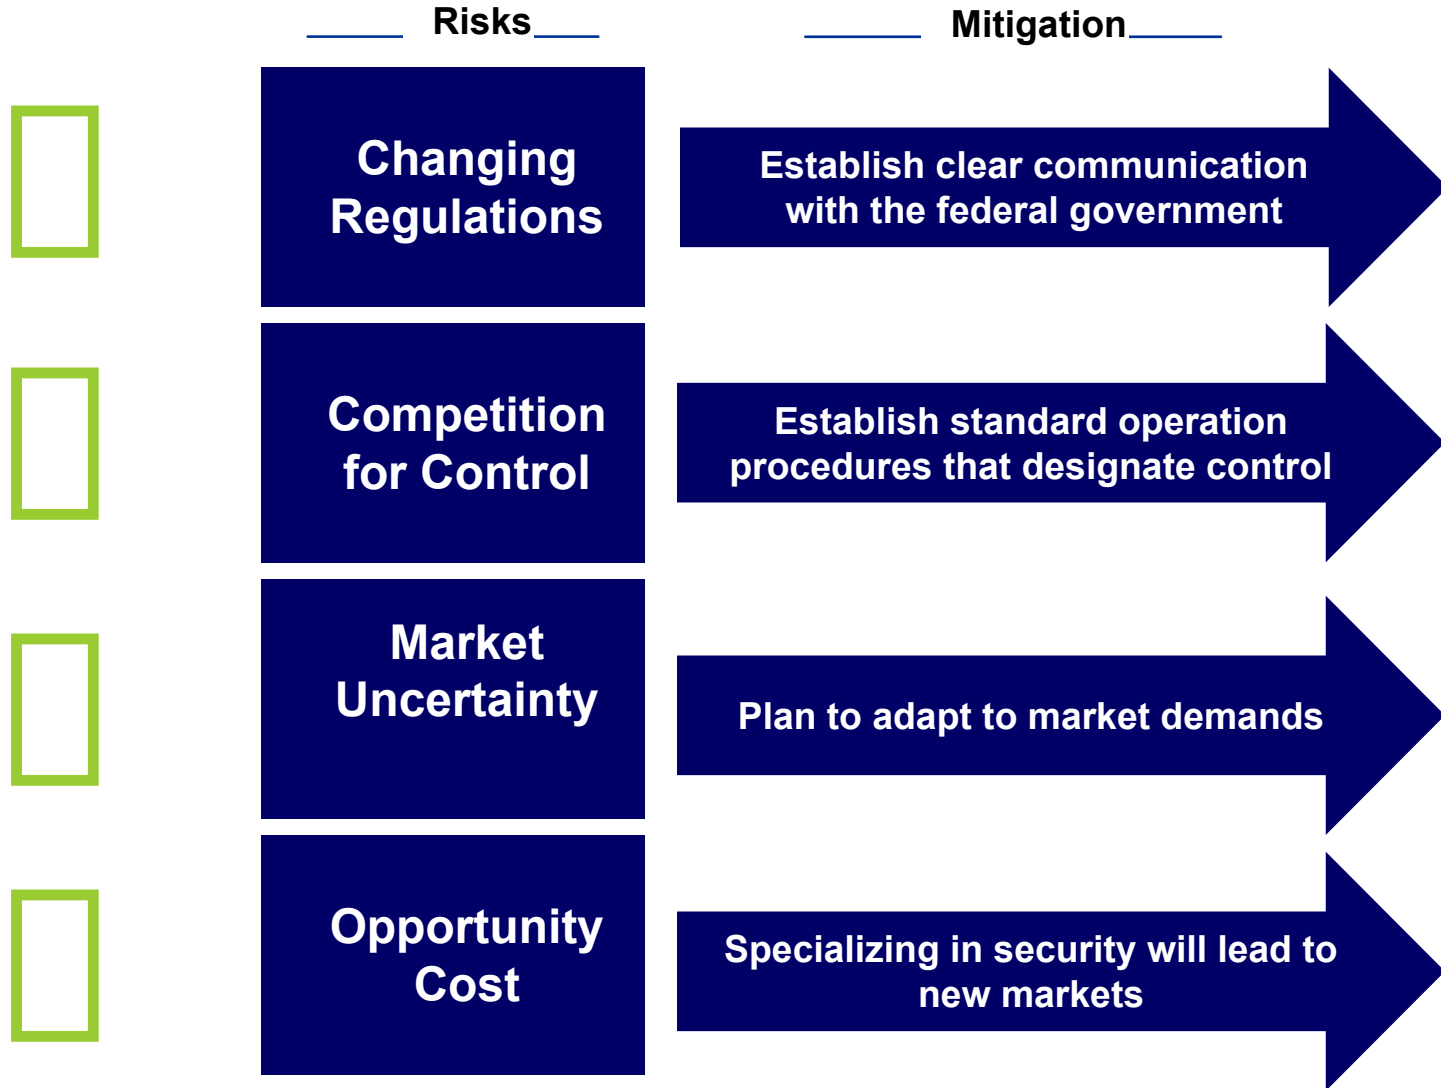 Risks
Mitigation
Changing
Regulations
Establish clear communication
with the federal government
Competition
for Control
Establish standard operation
procedures that designate control
Market
Uncertainty
Plan to adapt to market demands
Opportunity
Cost
Specializing in security will lead to
new markets